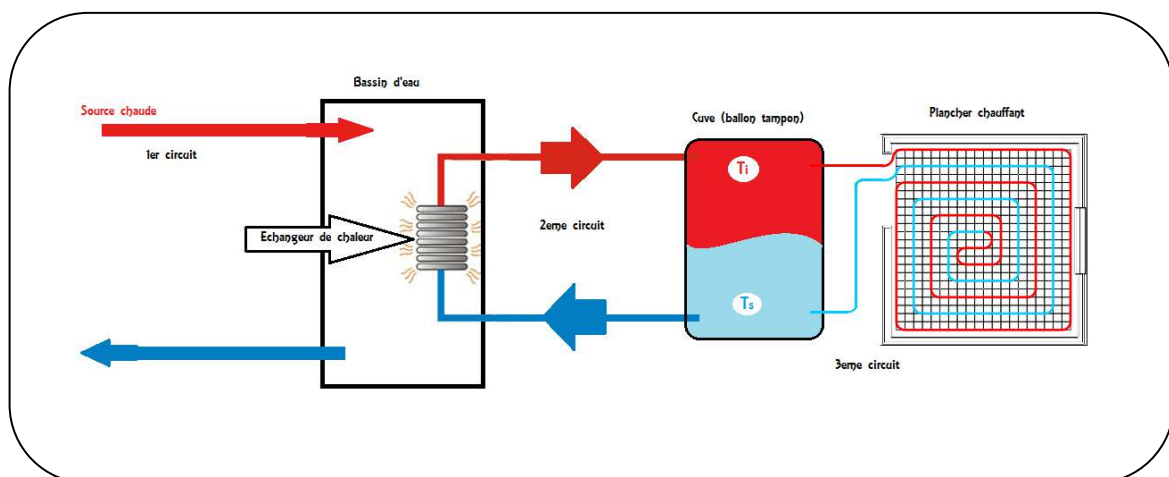 Bassin d'eau
Source chaude
1er circuit
Echangeur de chaleur
2eme circuit
Cuve (ballon tampon)
Ti
Ts
Plancher chauffant
3eme circuit